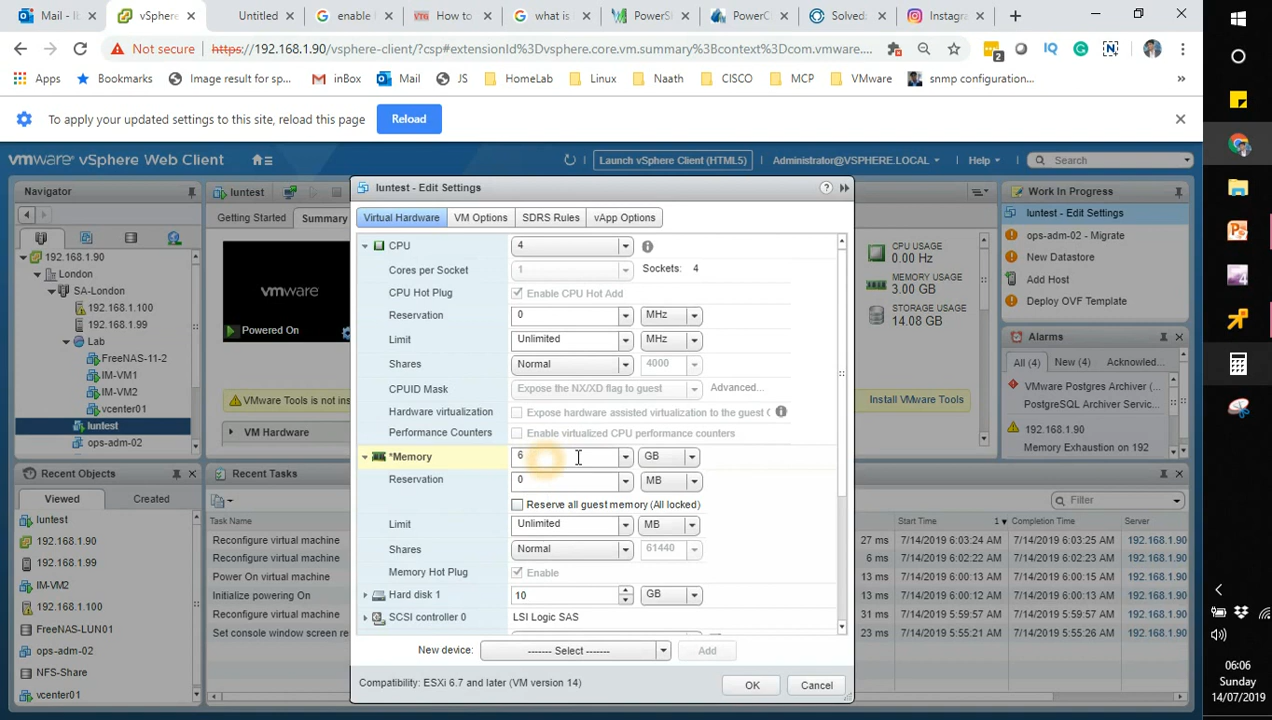 Mail - Ib
vSphere
Untitled
enable
How to
what is
PowerS
PowerC
Solved:
Instagra
Not secure
https://192.168.1.90/vsphere-client/?csp#extensionId%3Dvsphere.core.vm.summary%3Bcontext%3Dcom.vmware....
2
Apps
Bookmarks
Image result for sp...
inBox
Mail
JS
HomeLab
Linux
Naath
CISCO
MCP
VMware
snmp configuration...
To apply your updated settings to this site, reload this page
Reload
vmware vSphere Web Client
Launch vSphere Client (HTML5)
Administrator@VSPHERE.LOCAL
Help
Search
Navigator
192.168.1.90
London
SA-London
192.168.1.100
192.168.1.99
Lab
FreeNAS-11-2
IM-VM1
IM-VM2
vcenter01
luntest
ops-adm-02
Recent Objects
Viewed
Created
luntest
192.168.1.90
192.168.1.99
IM-VM2
192.168.1.100
FreeNAS-LUN01
ops-adm-02
NFS-Share
vcenter01
luntest
Getting Started
Summary
vmware
Powered On
VMware Tools is not ins
VM Hardware
Recent Tasks
Task Name
Reconfigure virtual machine
Reconfigure virtual machine
Power On virtual machine
Initialize powering On
Reconfigure virtual machine
Set console window screen re
luntest - Edit Settings
Virtual Hardware
VM Options
SDRS Rules
vApp Options
CPU
4
Cores per Socket
1
Sockets: 4
CPU Hot Plug
Enable CPU Hot Add
Reservation
0
MHz
Limit
Unlimited
MHz
Shares
Normal
4000
CPUID Mask
Expose the NX/XD flag to guest
Advanced...
Hardware virtualization
Expose hardware assisted virtualization to the guest
Performance Counters
Enable virtualized CPU performance counters
*Memory
6
GB
Reservation
0
MB
Reserve all guest memory (All locked)
Limit
Unlimited
MB
Shares
Normal
61440
Memory Hot Plug
Enable
Hard disk 1
10
GB
SCSI controller 0
LSI Logic SAS
New device:
------- Select -------
Add
Compatibility: ESXi 6.7 and later (VM version 14)
OK
Cancel
CPU USAGE
0.00 Hz
MEMORY USAGE
3.00 GB
STORAGE USAGE
14.08 GB
Install VMware Tools
Work In Progress
luntest - Edit Settings
ops-adm-02 - Migrate
New Datastore
Add Host
Deploy OVF Template
Alarms
All (4)
New (4)
Acknowled...
VMware Postgres Archiver (
PostgreSQL Archiver Servic...
192.168.1.90
Memory Exhaustion on 192
Filter
Start Time
1
Completion Time
Server
27 ms
7/14/2019 6:03:24 AM
7/14/2019 6:03:25 AM
192.168.1.90
6 ms
7/14/2019 6:02:22 AM
7/14/2019 6:02:22 AM
192.168.1.90
13 ms
7/14/2019 6:00:15 AM
7/14/2019 6:00:16 AM
192.168.1.90
13 ms
7/14/2019 6:00:15 AM
7/14/2019 6:00:15 AM
192.168.1.90
10 ms
7/14/2019 5:59:57 AM
7/14/2019 5:59:57 AM
192.168.1.90
23 ms
7/14/2019 5:55:21 AM
7/14/2019 5:55:21 AM
192.168.1.90
06:06
Sunday
14/07/2019